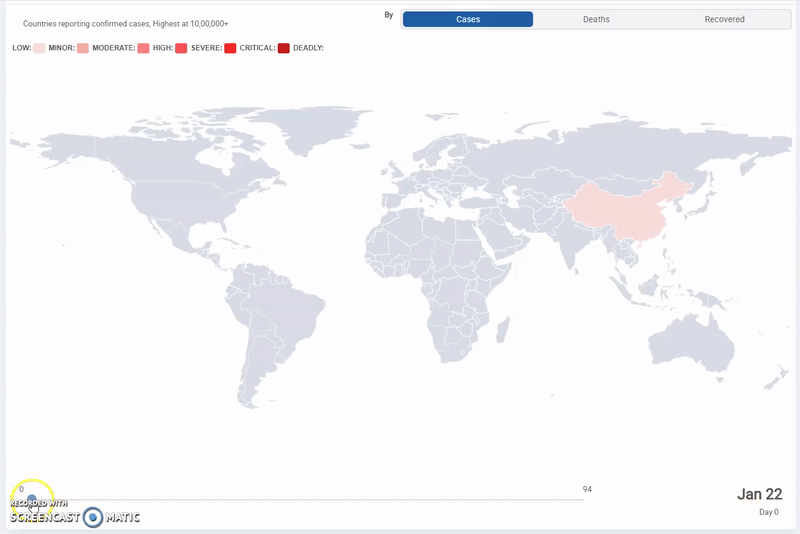 Countries reporting confirmed cases, Highest at 10,00,000+
By
Cases
Deaths
Recovered
LOW: MINOR: MODERATE: HIGH: SEVERE: CRITICAL: DEADLY:
0
94
Jan 22
Day 0
RECORDED WITH
SCREENCAST MATIC